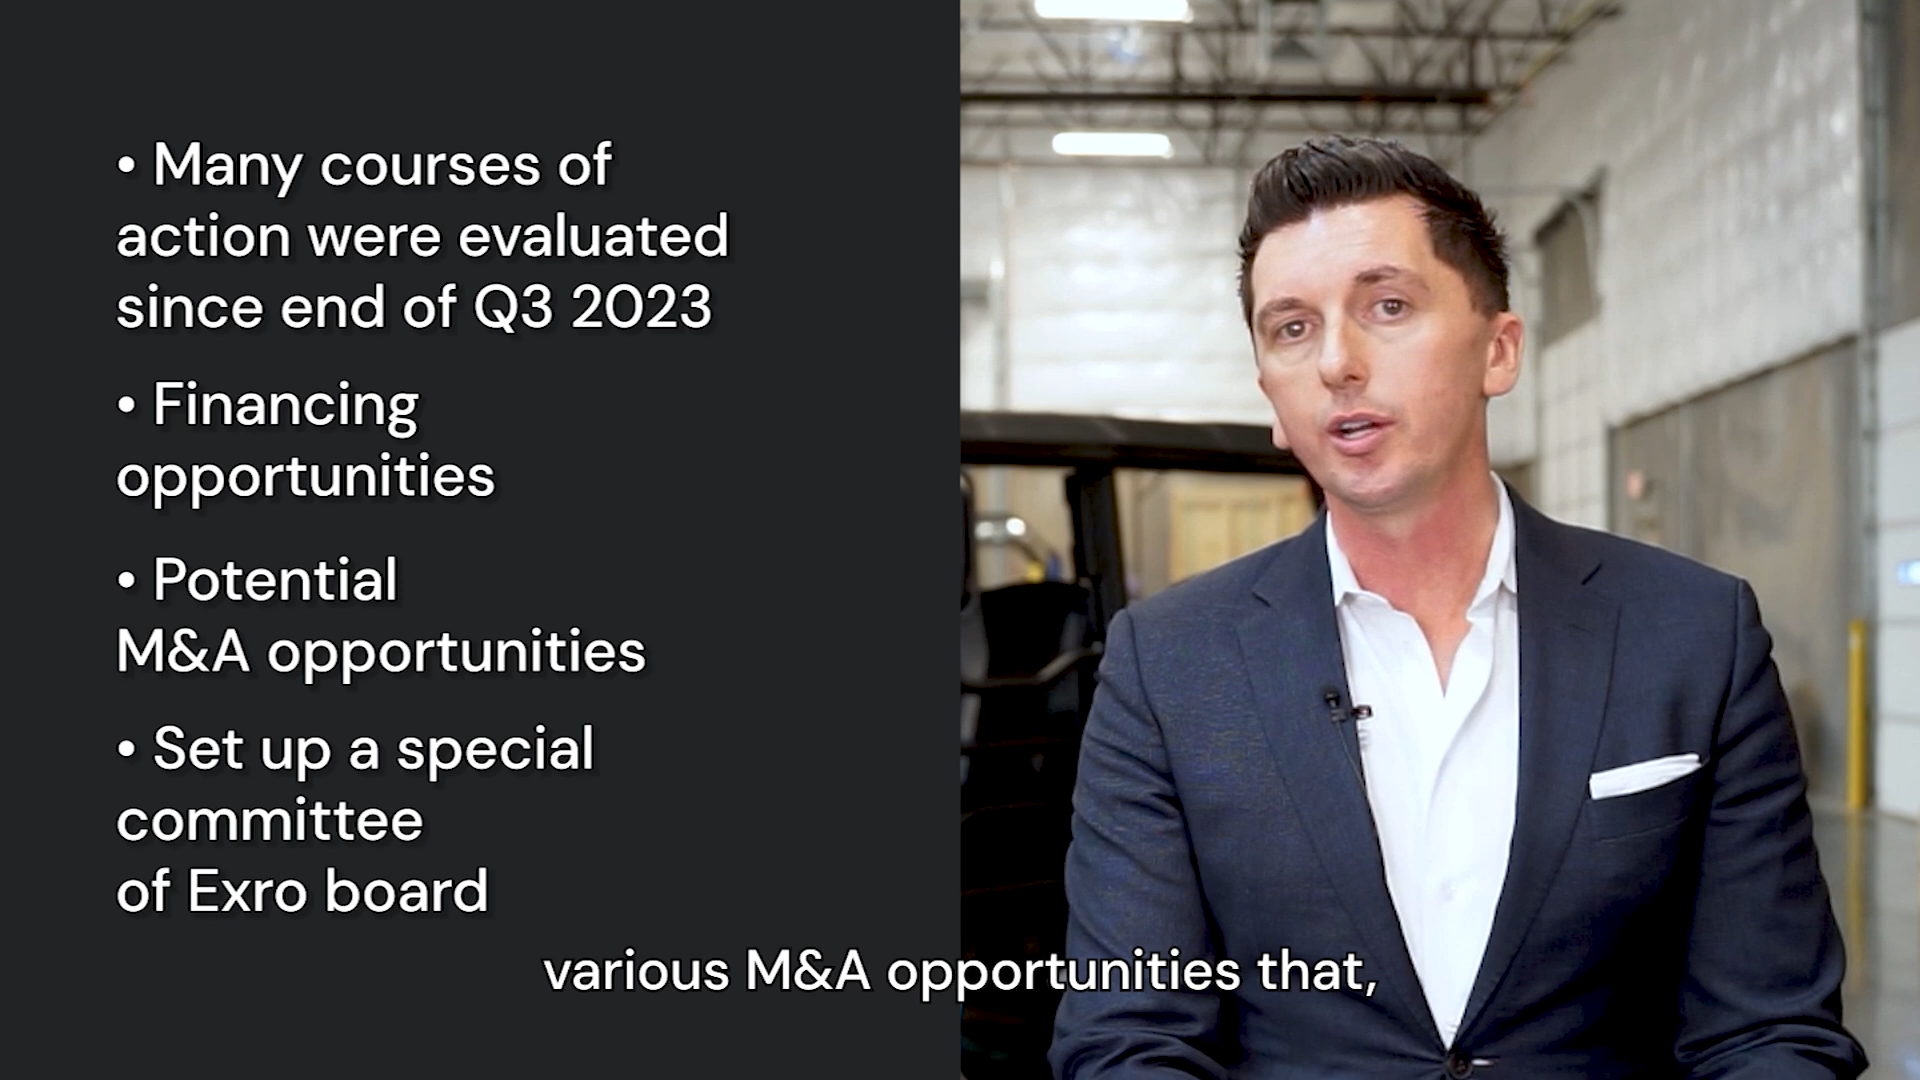 • Many courses of
action were evaluated
since end of Q3 2023
• Financing
opportunities
• Potential
M&A opportunities
• Set up a special
committee
of Exro board
various M&A opportunities that,